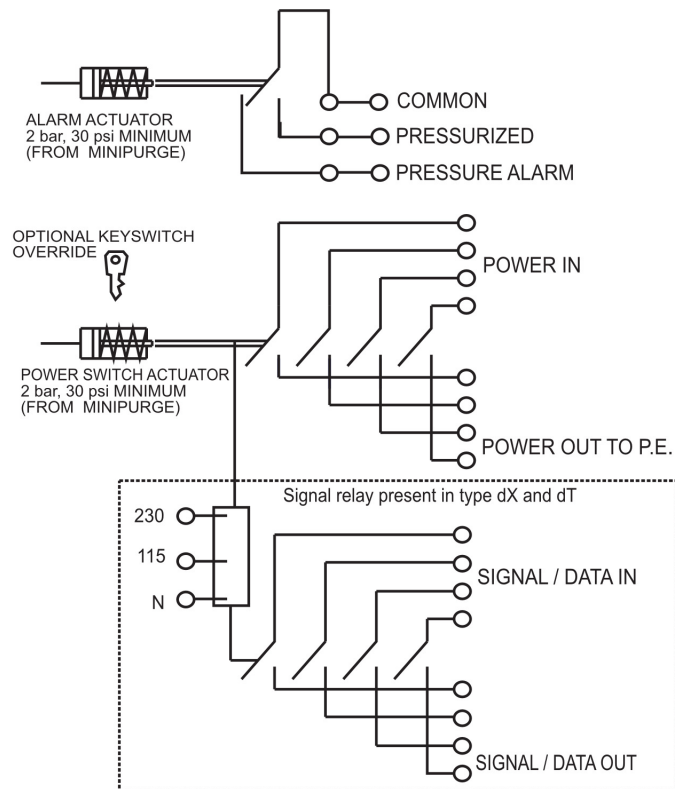 COMMON
ALARM ACTUATOR
2 bar, 30 psi MINIMUM
(FROM MINIPURGE)
PRESSURIZED
PRESSURE ALARM
OPTIONAL KEYSWITCH
OVERRIDE
POWER IN
POWER SWITCH ACTUATOR
2 bar, 30 psi MINIMUM
(FROM MINIPURGE)
POWER OUT TO P.E.
Signal relay present in type dX and dT
230
115
N
SIGNAL / DATA IN
SIGNAL / DATA OUT